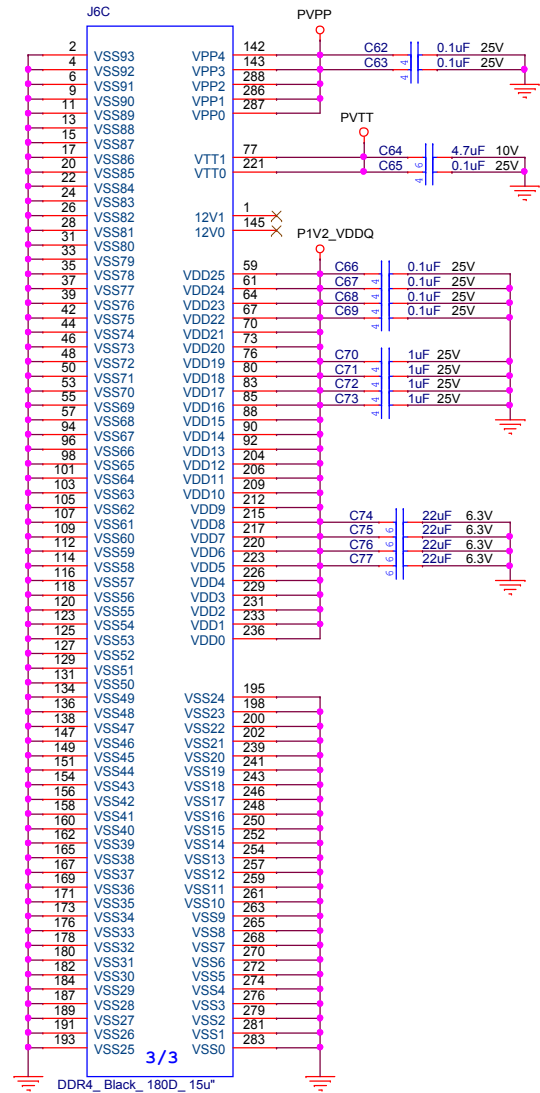 J6C
2 VSS93
4 VSS92
6 VSS91
9 VSS90
11 VSS89
13 VSS88
15 VSS87
17 VSS86
20 VSS85
22 VSS84
24 VSS83
26 VSS82
28 VSS81
31 VSS80
33 VSS79
35 VSS78
37 VSS77
39 VSS76
42 VSS75
44 VSS74
46 VSS73
48 VSS72
50 VSS71
53 VSS70
55 VSS69
57 VSS68
94 VSS67
96 VSS66
98 VSS65
101 VSS64
103 VSS63
105 VSS62
107 VSS61
109 VSS60
112 VSS59
114 VSS58
116 VSS57
118 VSS56
120 VSS55
123 VSS54
125 VSS53
127 VSS52
129 VSS51
131 VSS50
134 VSS49
136 VSS48
138 VSS47
147 VSS46
149 VSS45
151 VSS44
154 VSS43
156 VSS42
158 VSS41
160 VSS40
162 VSS39
165 VSS38
167 VSS37
169 VSS36
171 VSS35
173 VSS34
176 VSS33
178 VSS32
180 VSS31
182 VSS30
184 VSS29
187 VSS28
189 VSS27
191 VSS26
193 VSS25
PVPP
VPP4 142 C62 4 0.1uF 25V
VPP3 143 C63 4 0.1uF 25V
VPP2 288
VPP1 286
VPP0 287
PVTT
VTT1 77 C64 6 4.7uF 10V
VTT0 221 C65 4 0.1uF 25V
12V1 1
12V0 145
P1V2_VDDQ
VDD25 59 C66 4 0.1uF 25V
VDD24 61 C67 4 0.1uF 25V
VDD23 64 C68 4 0.1uF 25V
VDD22 67 C69 4 0.1uF 25V
VDD21 70
VDD20 73
VDD19 76 C70 4 1uF 25V
VDD18 80 C71 4 1uF 25V
VDD17 83 C72 4 1uF 25V
VDD16 85 C73 4 1uF 25V
VDD15 88
VDD14 90
VDD13 92
VDD12 204
VDD11 206
VDD10 209
VDD9 212
VDD8 215 C74 6 22uF 6.3V
VDD7 217 C75 6 22uF 6.3V
VDD6 220 C76 6 22uF 6.3V
VDD5 223 C77 6 22uF 6.3V
VDD4 226
VDD3 229
VDD2 231
VDD1 233
VDD0 236
VSS24 195
VSS23 198
VSS22 200
VSS21 202
VSS20 239
VSS19 241
VSS18 243
VSS17 246
VSS16 248
VSS15 250
VSS14 252
VSS13 254
VSS12 257
VSS11 259
VSS10 261
VSS9 263
VSS8 265
VSS7 268
VSS6 270
VSS5 272
VSS4 274
VSS3 276
VSS2 279
VSS1 281
VSS0 283
3/3
DDR4_Black_180D_15u"